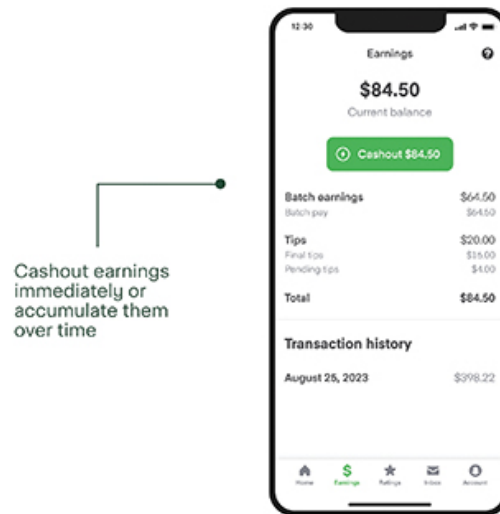 12:30
Earnings
$84.50
Current balance
Cashout $84.50
Batch earnings $64.50
Batch pay $64.50
Tips $20.00
Final tips $16.00
Pending tips $4.00
Total $84.50
Transaction history
August 25, 2023 $398.22
Home Earnings Ratings Inbox Account
Cashout earnings
immediately or
accumulate them
over time